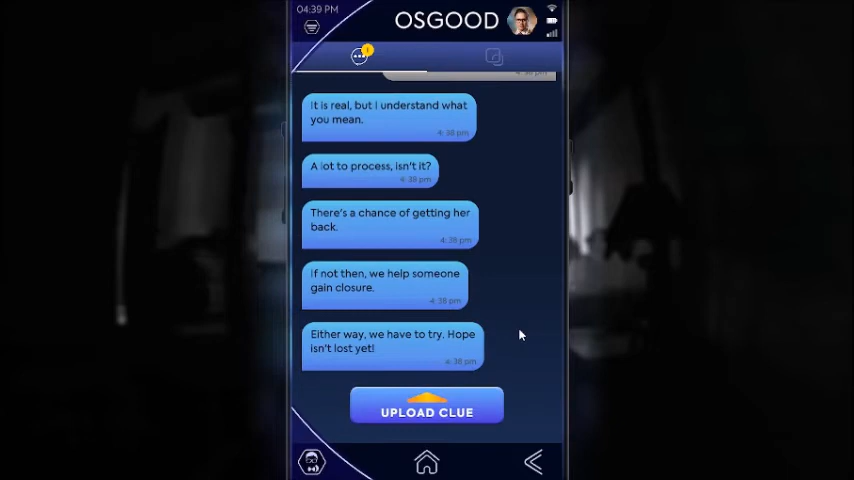 04:39 PM
OSGOOD
4:38 pm
It is real, but I understand what
you mean.
4:38 pm
A lot to process, isn't it?
4:38 pm
There's a chance of getting her
back.
4:38 pm
If not then, we help someone
gain closure.
4:38 pm
Either way, we have to try. Hope
isn't lost yet!
4:38 pm
UPLOAD CLUE